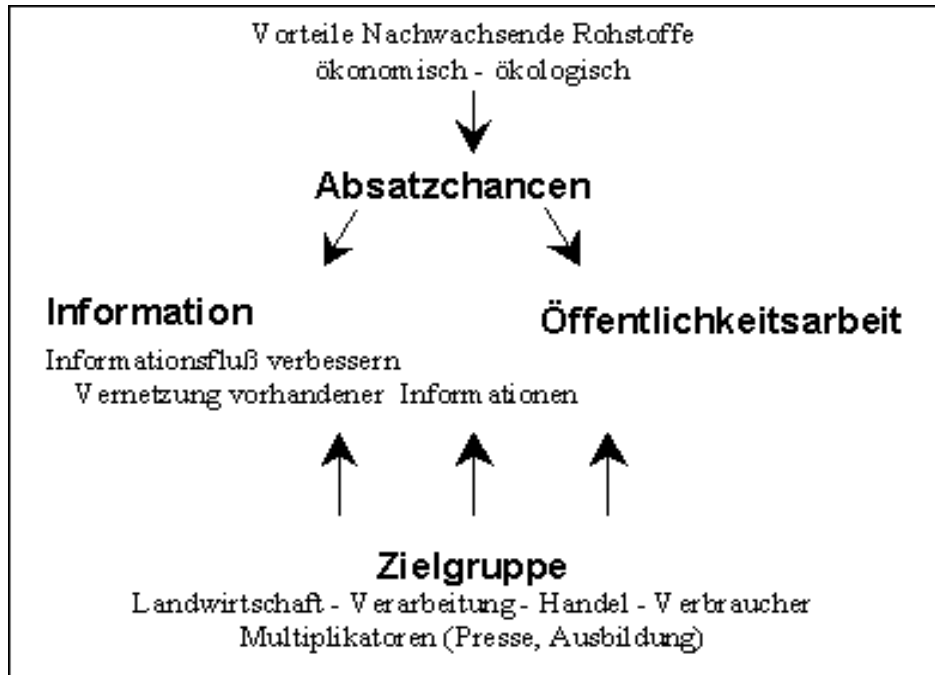 Vorteile Nachwachsende Rohstoffe
ökonomisch - ökologisch
Absatzchancen
Information
Öffentlichkeitsarbeit
Informationsfluß verbessern
Vernetzung vorhandener Informationen
Zielgruppe
Landwirtschaft - Verarbeitung - Handel - Verbraucher
Multiplikatoren (Presse, Ausbildung)